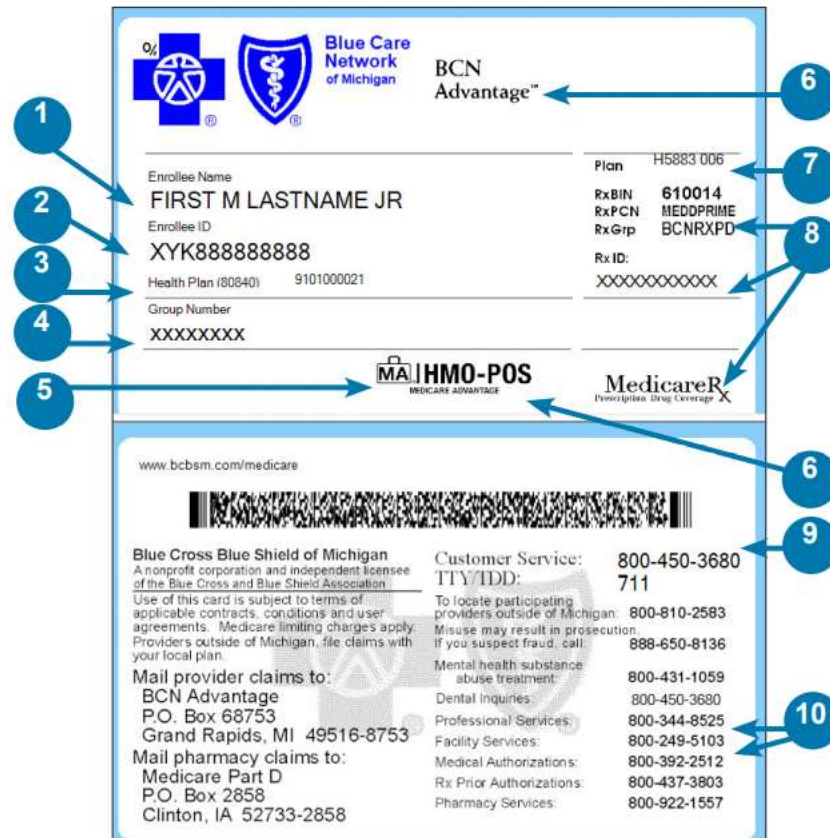 Blue Care
Network
of Michigan
BCN
Advantage™
6
1
Enrollee Name
FIRST M LASTNAME JR
2
Enrollee ID
XYK888888888
3
Health Plan (80840) 9101000021
4
Group Number
XXXXXXXX
Plan H5883 006
7
RxBIN 610014
RxPCN MEDDPRIME
RxGrp BCNRXPD
8
Rx ID:
XXXXXXXXXXX
5
MA HMO-POS
MEDICARE ADVANTAGE
MedicareRx
Prescription Drug Coverage
6
www.bcbsm.com/medicare
Blue Cross Blue Shield of Michigan
A nonprofit corporation and independent licensee
of the Blue Cross and Blue Shield Association
Use of this card is subject to terms of
applicable contracts, conditions and user
agreements. Medicare limiting charges apply.
Providers outside of Michigan, file claims with
your local plan.
Mail provider claims to:
BCN Advantage
P.O. Box 68753
Grand Rapids, MI 49516-8753
Mail pharmacy claims to:
Medicare Part D
P.O. Box 2858
Clinton, IA 52733-2858
9
Customer Service: 800-450-3680
TTY/TDD: 711
To locate participating
providers outside of Michigan: 800-810-2583
Misuse may result in prosecution.
If you suspect fraud, call: 888-650-8136
Mental health substance
abuse treatment: 800-431-1059
Dental Inquiries: 800-450-3680
10
Professional Services: 800-344-8525
Facility Services: 800-249-5103
Medical Authorizations: 800-392-2512
Rx Prior Authorizations: 800-437-3803
Pharmacy Services: 800-922-1557